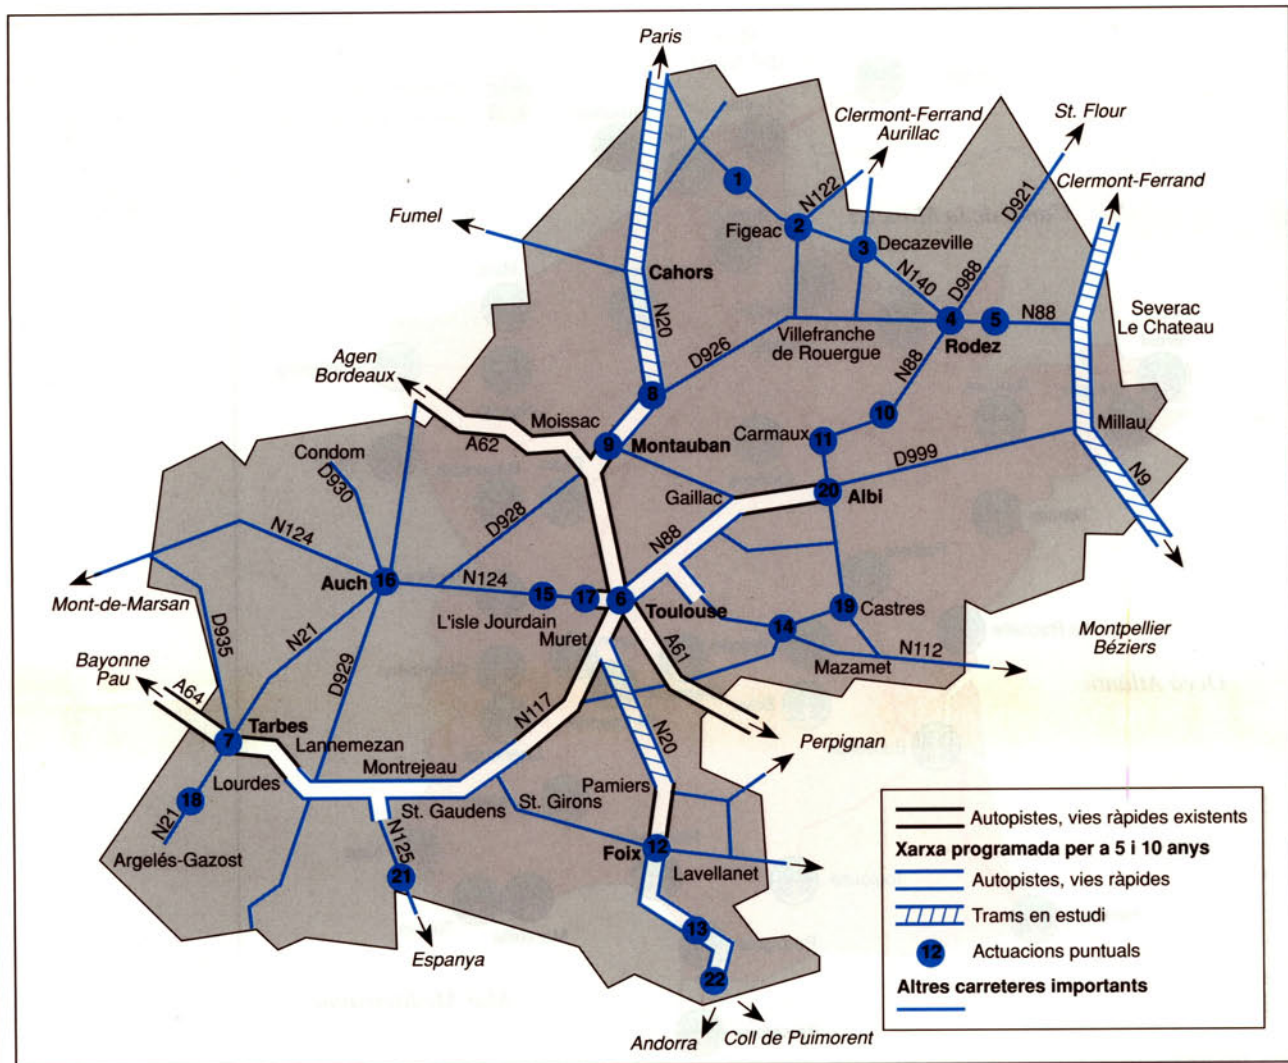 Paris
Clermont-Ferrand
Aurillac
St. Flour
Clermont-Ferrand
1
N122
D921
Fumel
2
Figeac
3
Decazeville
Cahors
N140
D988
N20
4
5
N88
Severac
Le Chateau
Villefranche
de Rouergue
Rodez
D926
Agen
Bordeaux
N88
8
10
Moissac
9
Montauban
Carmaux
11
Millau
A62
Condom
D930
D999
N9
Gaillac
20
Albi
D928
N124
N88
Auch
16
N124
15
17
6
Toulouse
19
Castres
Mont-de-Marsan
L'isle Jourdain
Muret
14
D935
N21
D929
A61
Mazamet
N112
Montpellier
Béziers
Bayonne
Pau
A64
N117
N20
Tarbes
7
Lannemezan
Montrejeau
Perpignan
Lourdes
Pamiers
18
St. Gaudens
St. Girons
N21
N125
Argelés-Gazost
Foix
12
Lavellanet
21
13
Espanya
22
Andorra
Coll de Puimorent
Autopistes, vies ràpides existents
Xarxa programada per a 5 i 10 anys
Autopistes, vies ràpides
Trams en estudi
12
Actuacions puntuals
Altres carreteres importants